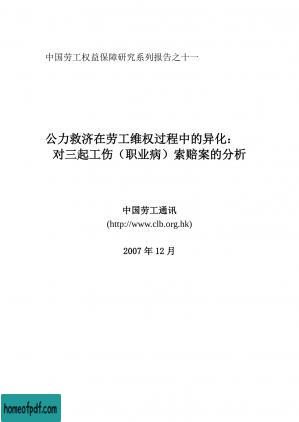 中国劳工权益保障研究系列报告之十一
公力救济在劳工维权过程中的异化：
对三起工伤（职业病）索赔案的分析
中国劳工通讯
(http://www.clb.org.hk)
2007 年 12 月
homeofpdf.com